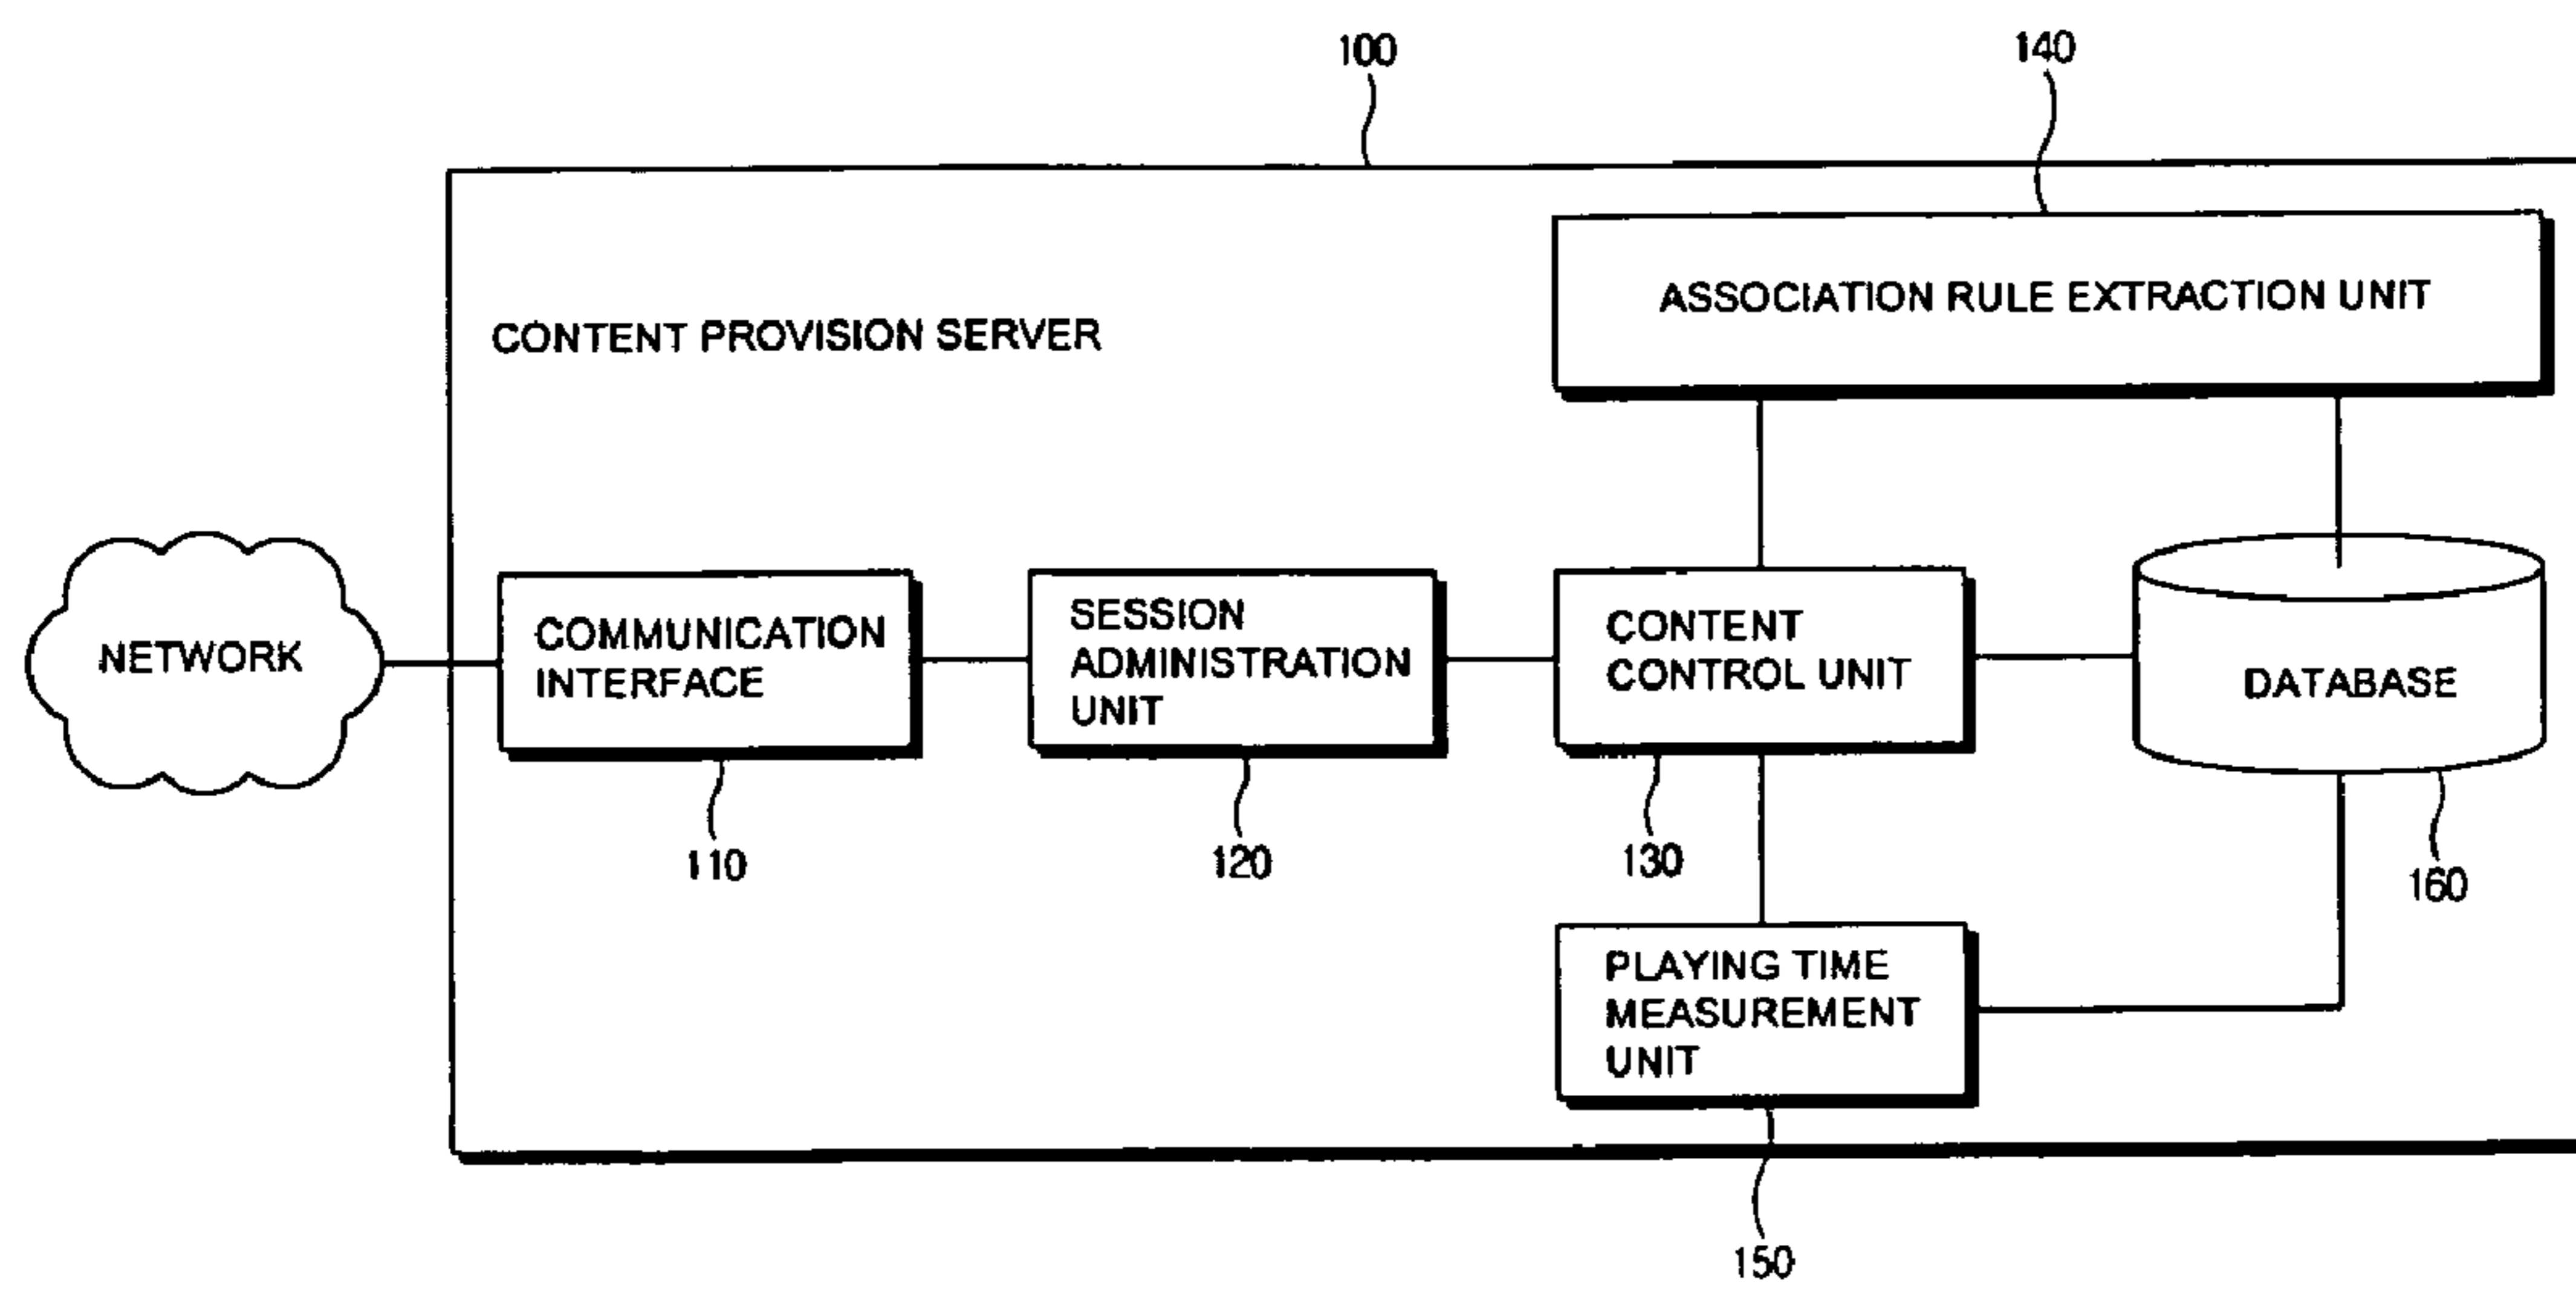 100
140
ASSOCIATION RULE EXTRACTION UNIT
CONTENT PROVISION SERVER
NETWORK
COMMUNICATION
INTERFACE
SESSION
ADMINISTRATION
UNIT
CONTENT
CONTROL UNIT
DATABASE
110
120
130
160
PLAYING TIME
MEASUREMENT
UNIT
150